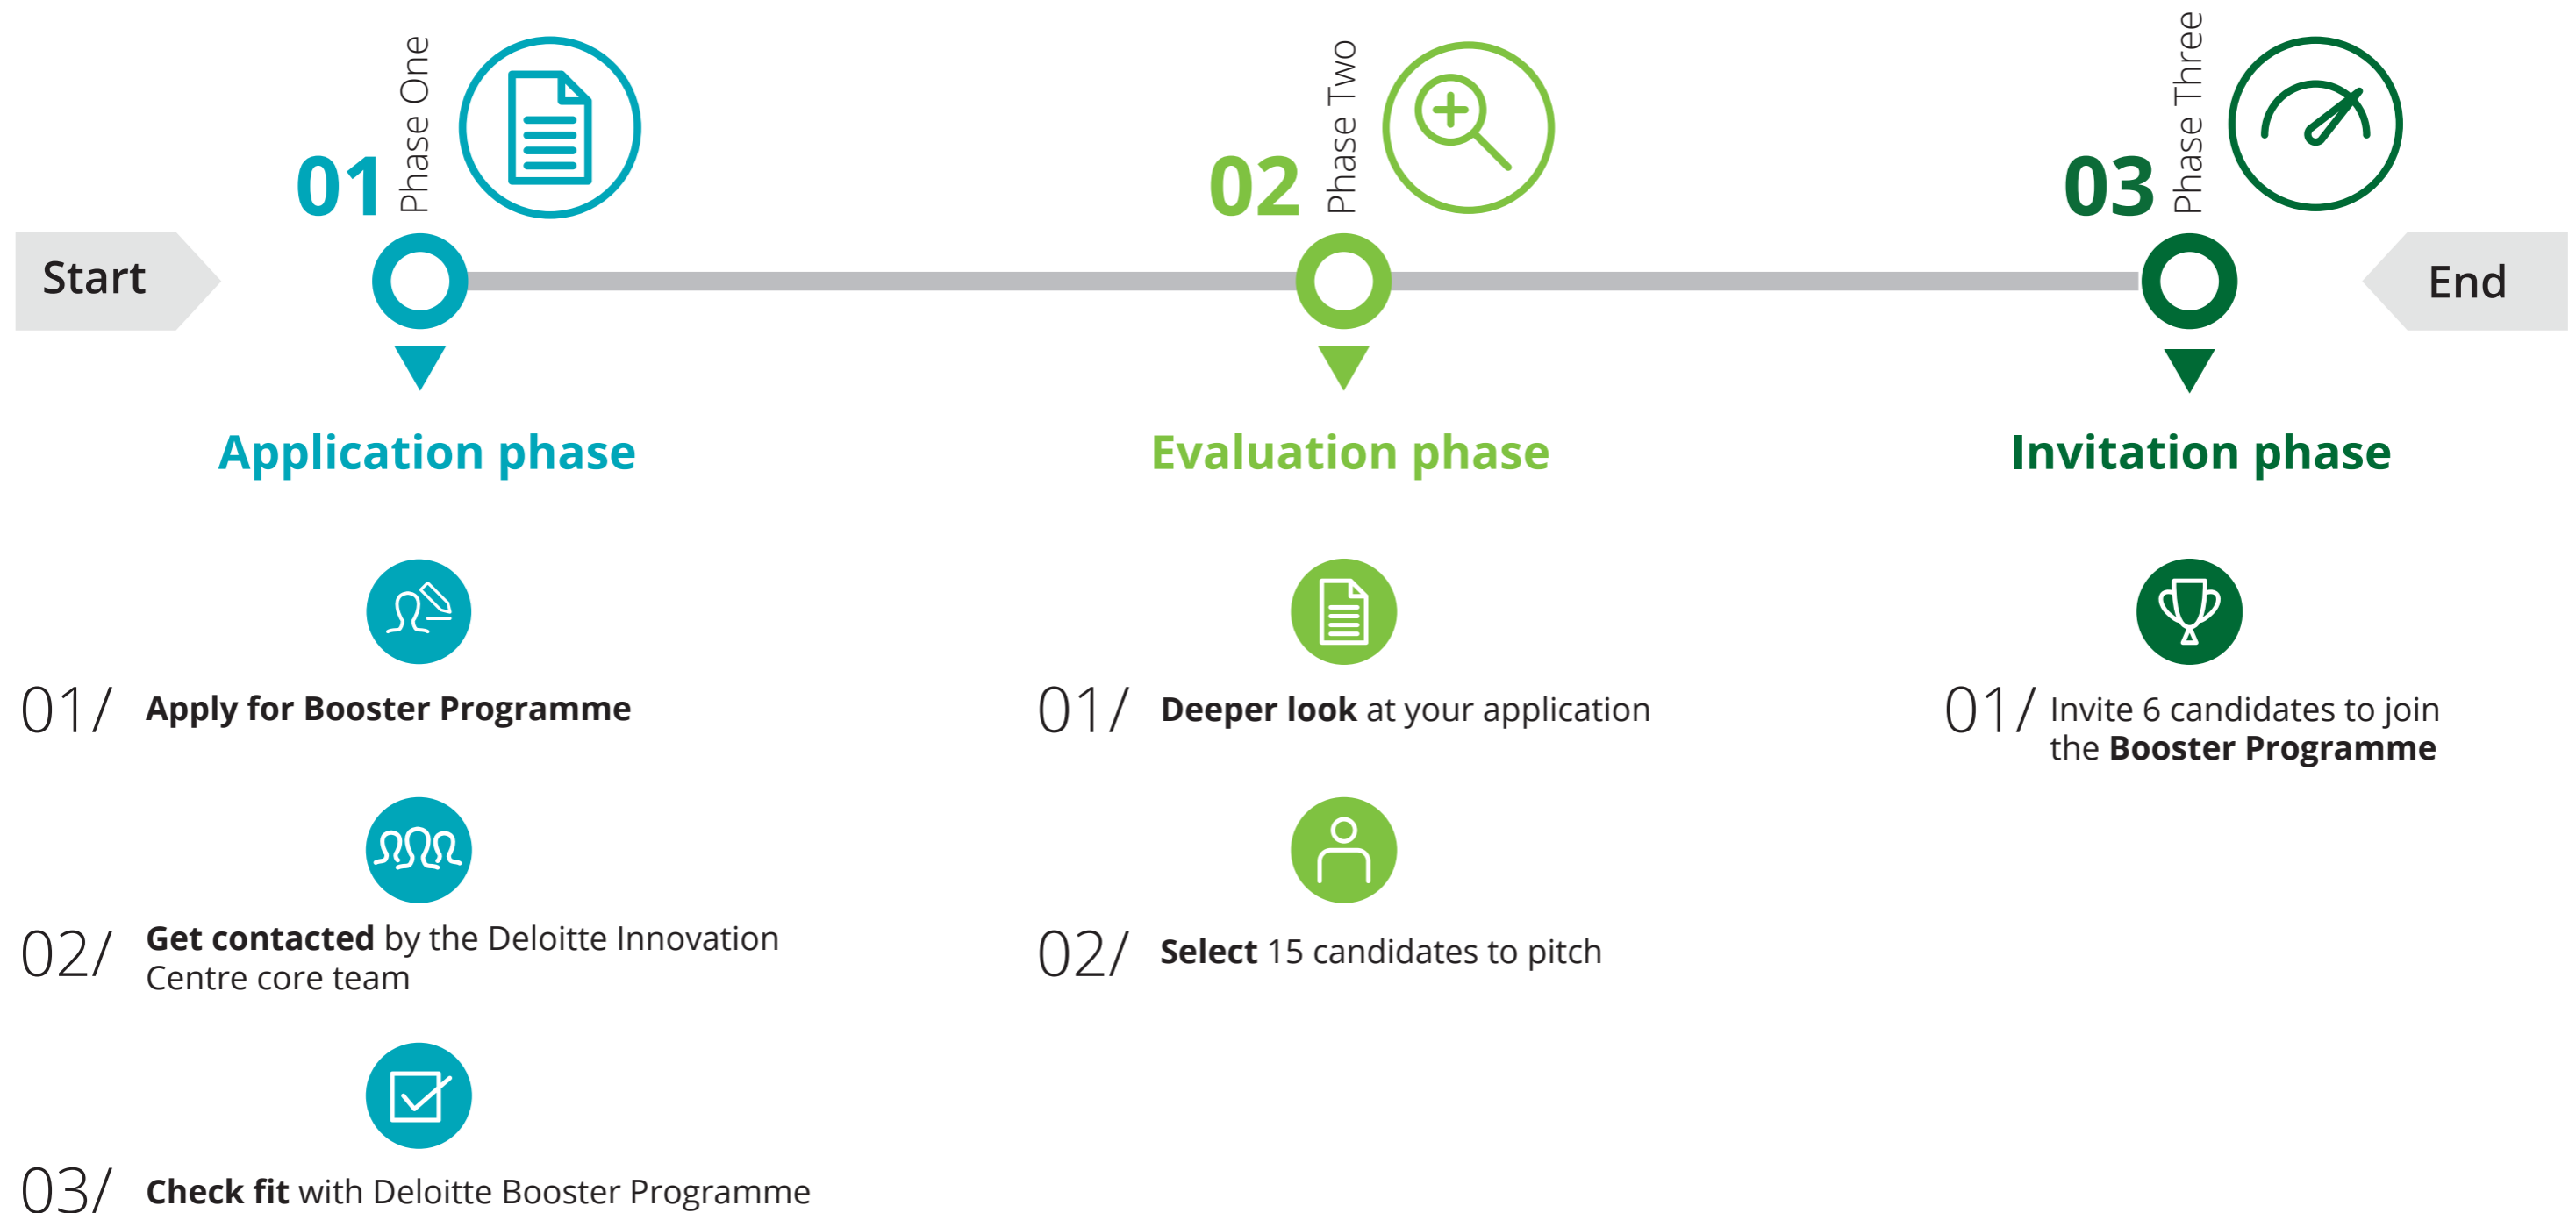 Start
01
Phase One
02
Phase Two
03
Phase Three
End
Application phase
01/
Apply for Booster Programme
02/
Get contacted by the Deloitte Innovation
Centre core team
03/
Check fit with Deloitte Booster Programme
Evaluation phase
01/
Deeper look at your application
02/
Select 15 candidates to pitch
Invitation phase
01/
Invite 6 candidates to join
the Booster Programme